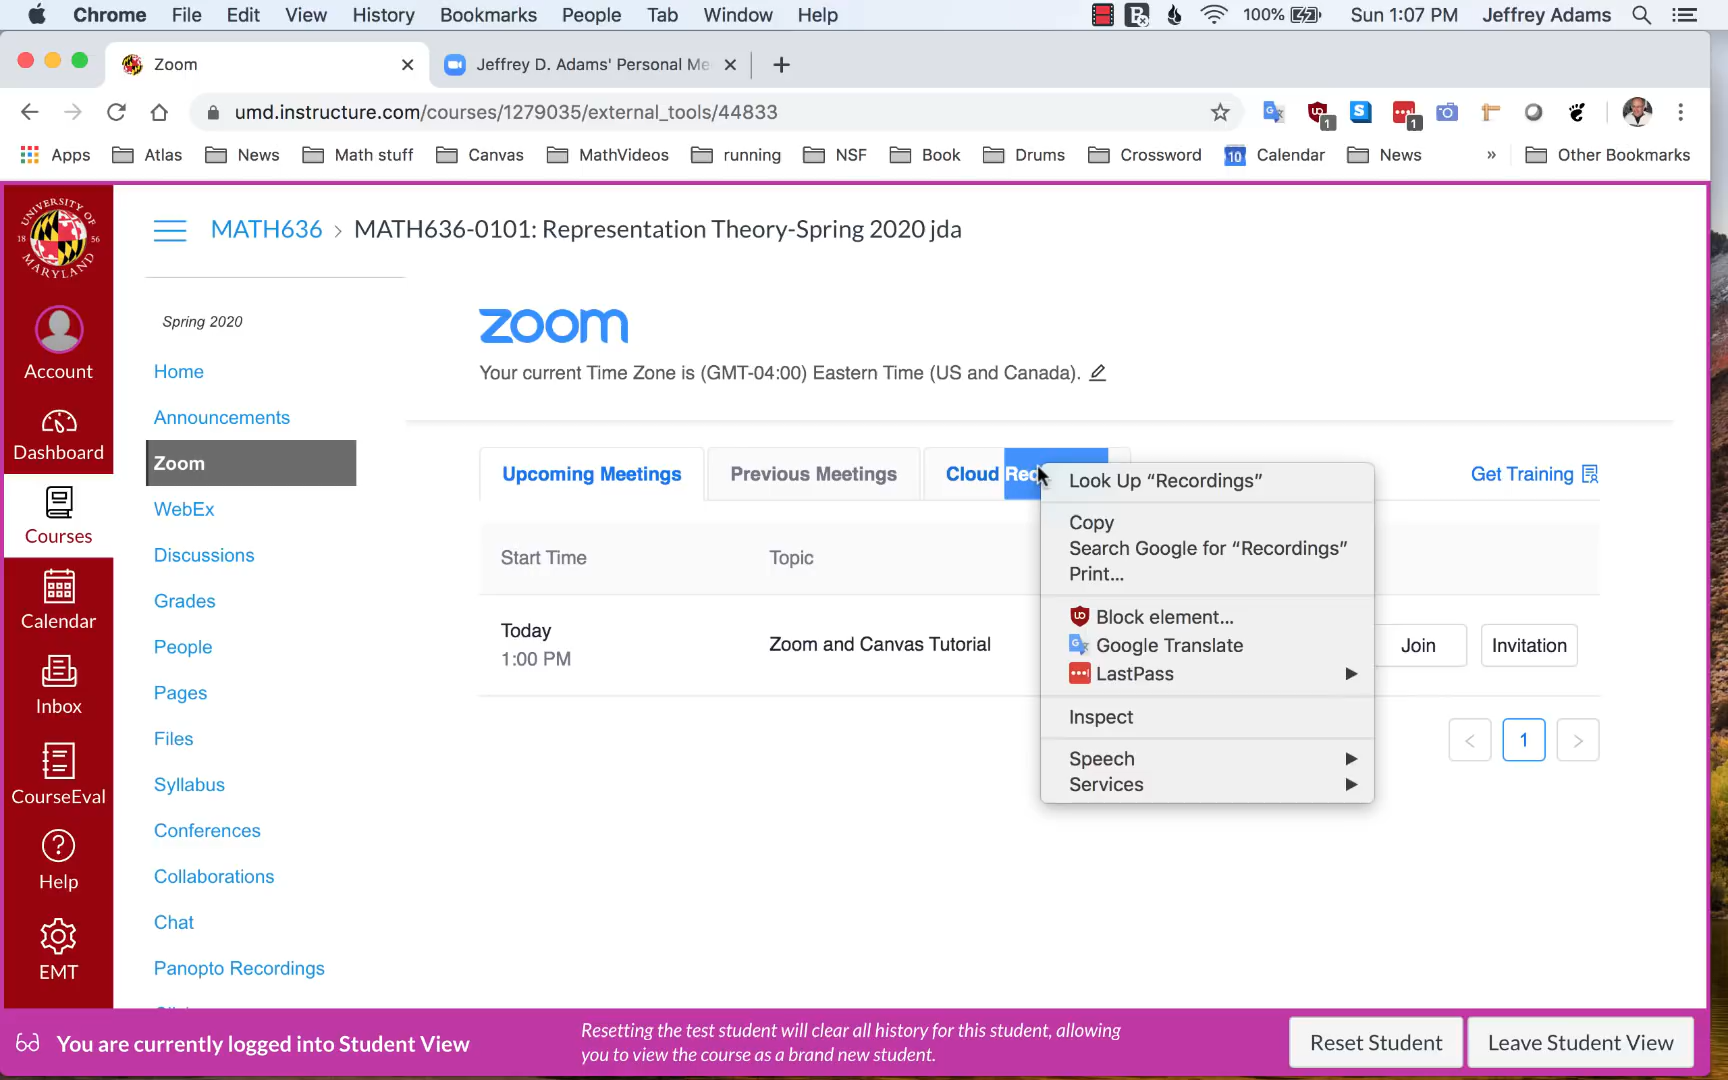 Chrome File Edit View History Bookmarks People Tab Window Help 100% Sun 1:07 PM Jeffrey Adams
Zoom
Jeffrey D. Adams' Personal Me
umd.instructure.com/courses/1279035/external_tools/44833
1
1
Apps Atlas News Math stuff Canvas MathVideos running NSF Book Drums Crossword 10 Calendar News » Other Bookmarks
UNIVERSITY OF
18 56
MARYLAND
Account
Dashboard
Courses
Calendar
Inbox
CourseEval
Help
EMT
MATH636 › MATH636-0101: Representation Theory-Spring 2020 jda
Spring 2020
Home
Announcements
Zoom
WebEx
Discussions
Grades
People
Pages
Files
Syllabus
Conferences
Collaborations
Chat
Panopto Recordings
zoom
Your current Time Zone is (GMT-04:00) Eastern Time (US and Canada).
Upcoming Meetings Previous Meetings Cloud Rec
Get Training
Start Time Topic
Today
1:00 PM
Zoom and Canvas Tutorial
Join Invitation
< 1 >
Look Up “Recordings”
Copy
Search Google for “Recordings”
Print...
Block element...
Google Translate
LastPass
Inspect
Speech
Services
You are currently logged into Student View
Resetting the test student will clear all history for this student, allowing
you to view the course as a brand new student.
Reset Student Leave Student View